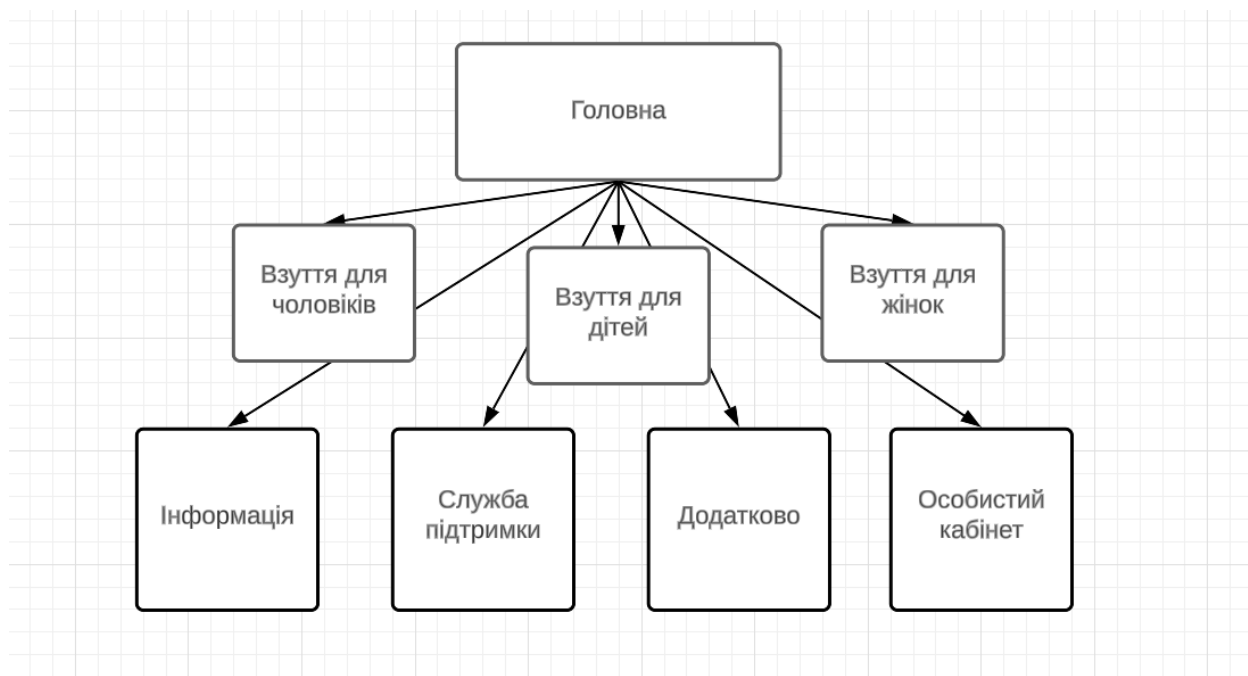 Головна
Взуття для
чоловіків
Взуття для
дітей
Взуття для
жінок
Інформація
Служба
підтримки
Додатково
Особистий
кабінет